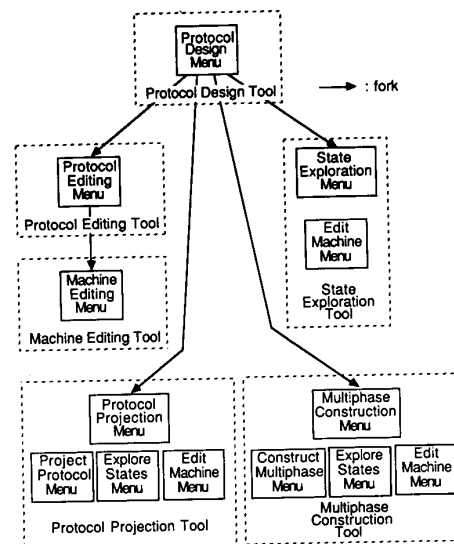 Protocol
Design
Menu
Protocol Design Tool
: fork
Protocol
Editing
Menu
Protocol Editing Tool
State
Exploration
Menu
Edit
Machine
Menu
State
Exploration
Tool
Machine
Editing
Menu
Machine Editing Tool
Protocol
Projection
Menu
Project
Protocol
Menu
Explore
States
Menu
Edit
Machine
Menu
Protocol Projection Tool
Multiphase
Construction
Menu
Construct
Multiphase
Menu
Explore
States
Menu
Edit
Machine
Menu
Multiphase
Construction
Tool